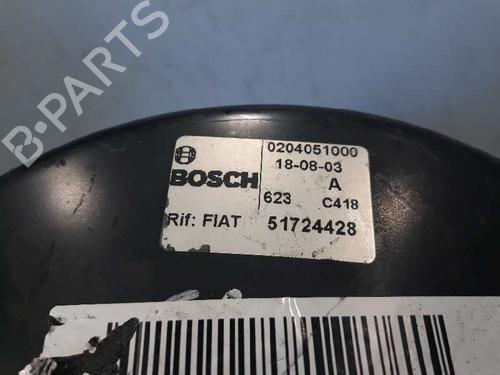 B-PARTS
0204051000
18-08-03
BOSCH A
623 C418
Rif: FIAT 51724428